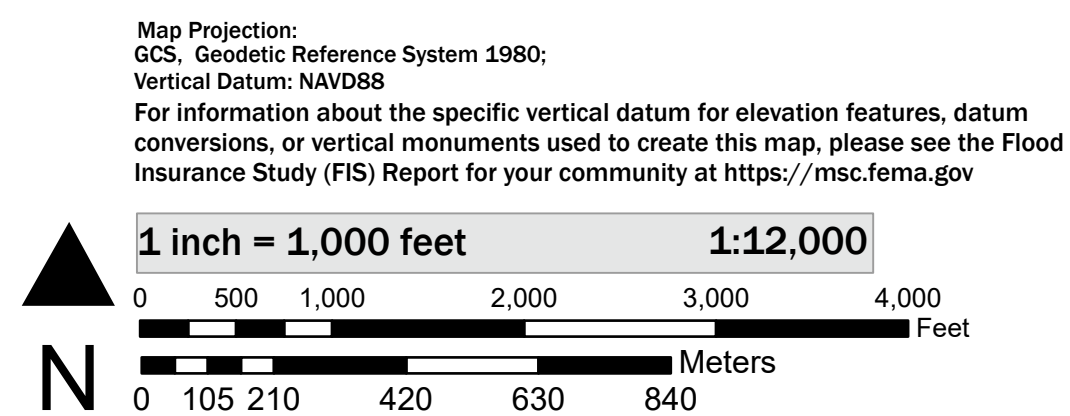 Map Projection:
GCS, Geodetic Reference System 1980;
Vertical Datum: NAVD88
For information about the specific vertical datum for elevation features, datum
conversions, or vertical monuments used to create this map, please see the Flood
Insurance Study (FIS) Report for your community at https://msc.fema.gov
1 inch = 1,000 feet 1:12,000
0 500 1,000 2,000 3,000 4,000
Feet
N
Meters
0 105 210 420 630 840